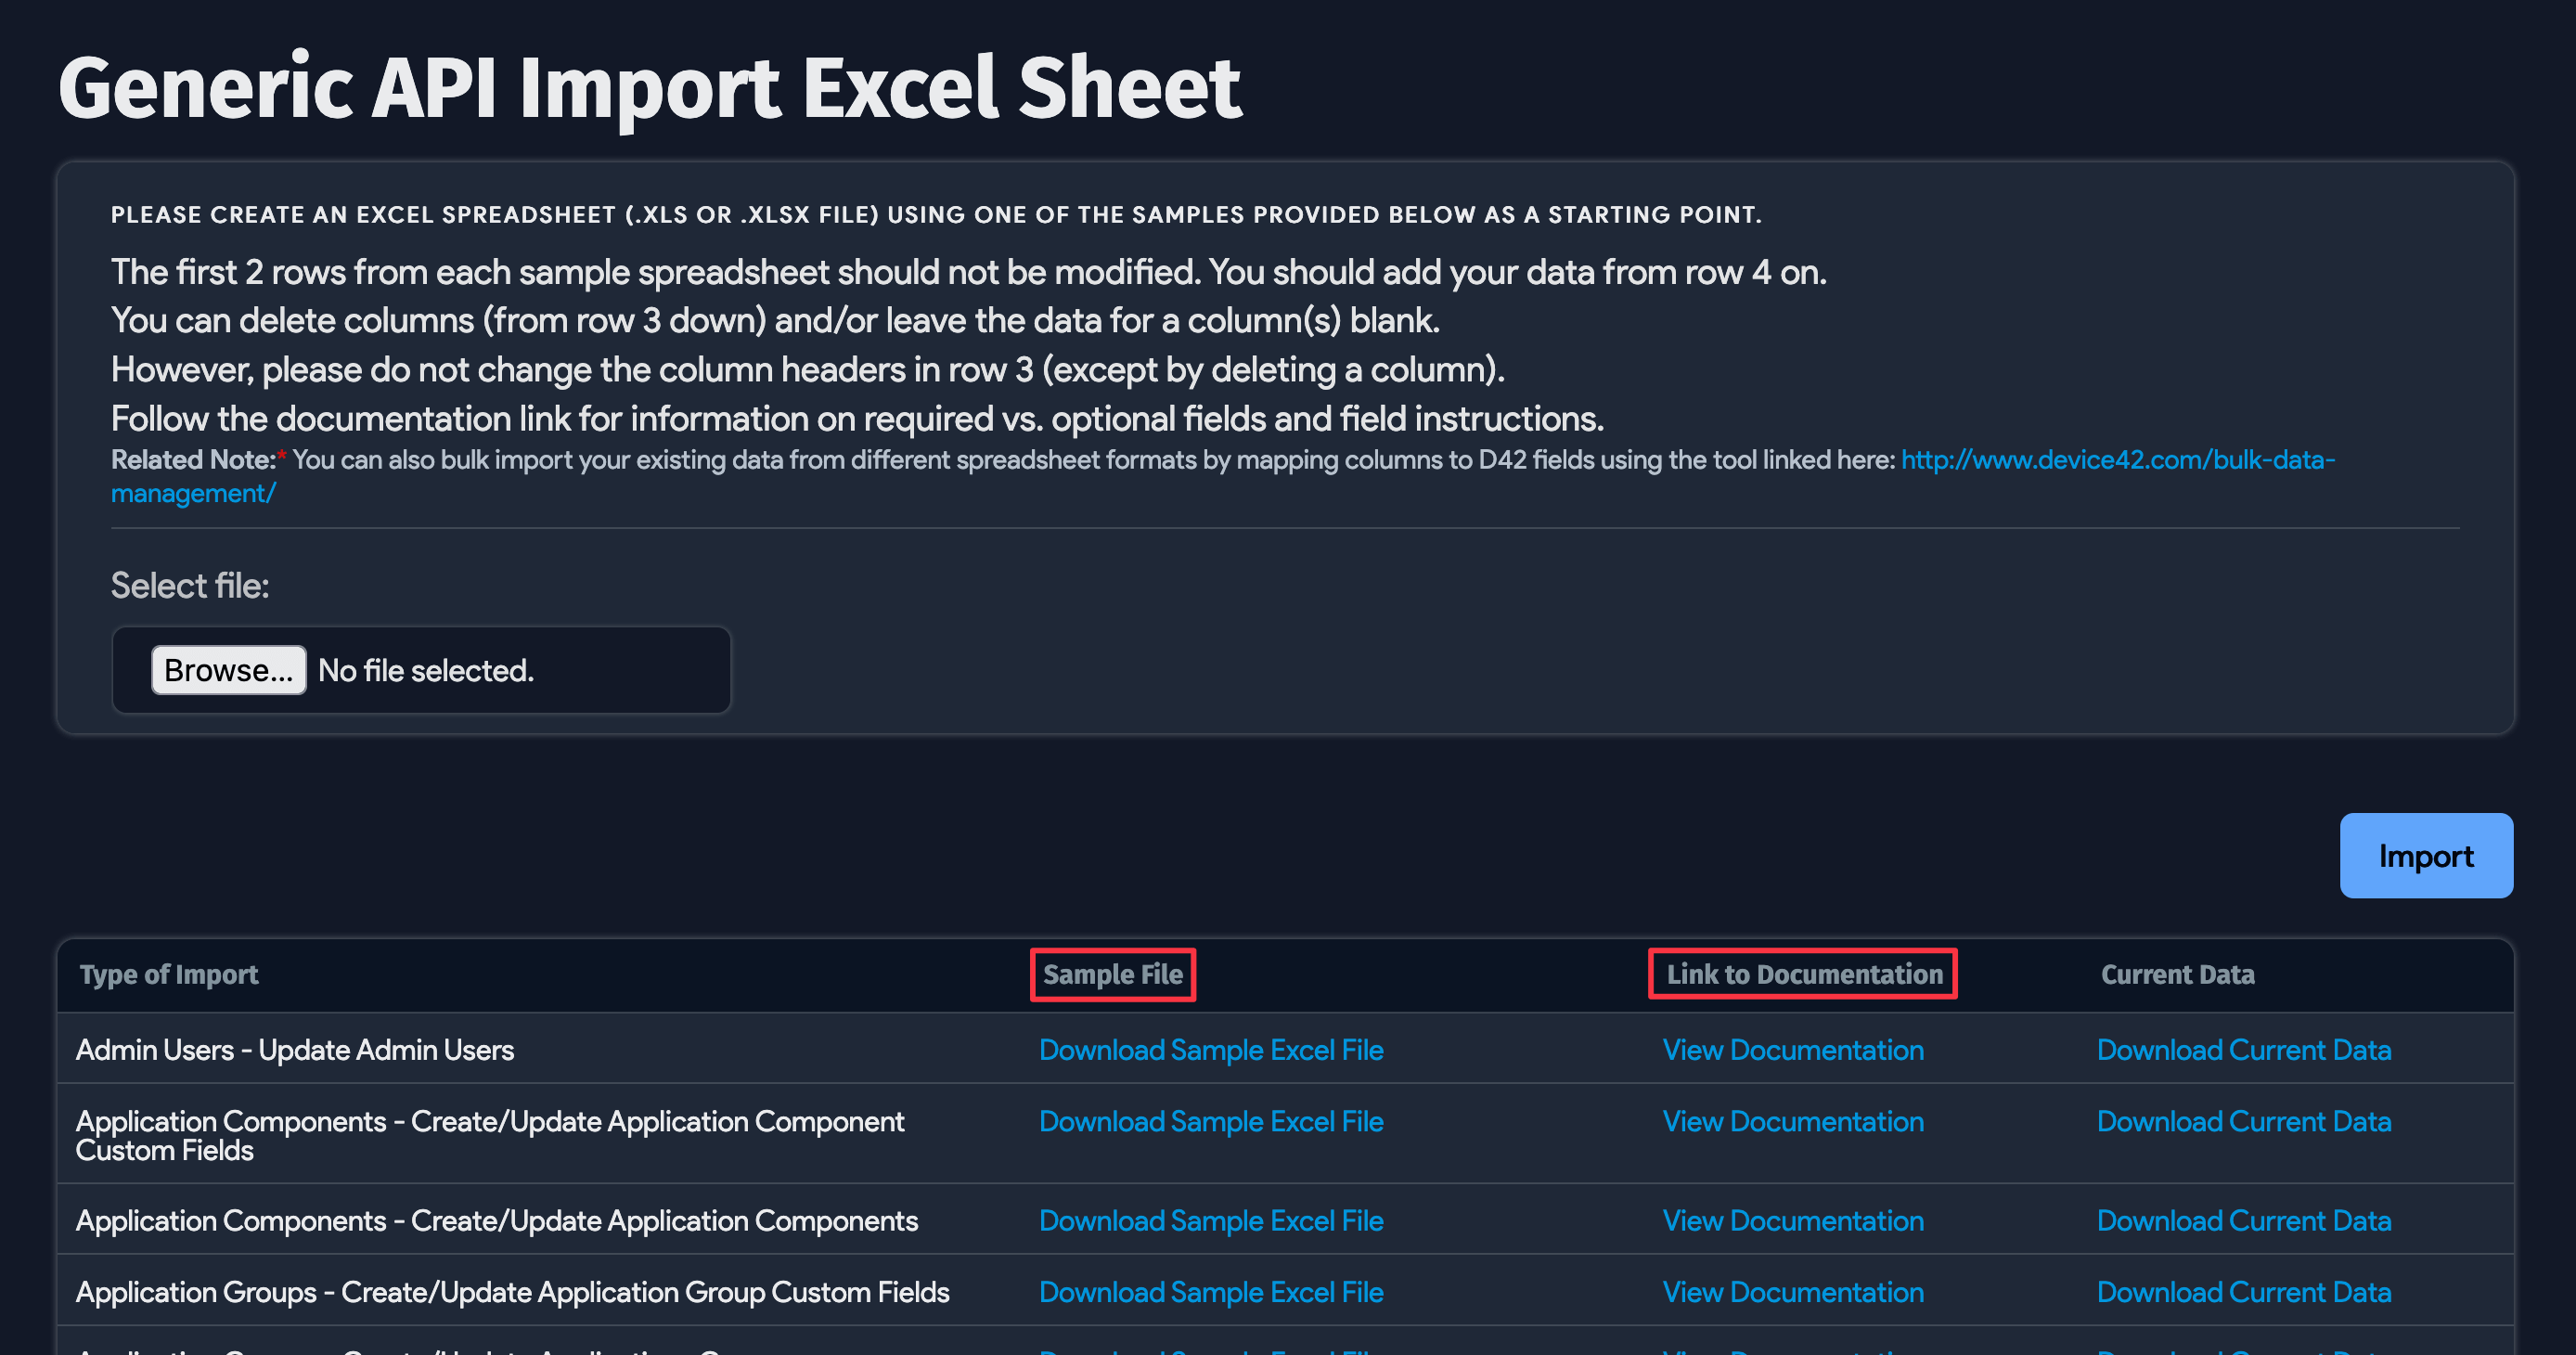 Generic API Import Excel Sheet
PLEASE CREATE AN EXCEL SPREADSHEET (.XLS OR .XLSX FILE) USING ONE OF THE SAMPLES PROVIDED BELOW AS A STARTING POINT.
The first 2 rows from each sample spreadsheet should not be modified. You should add your data from row 4 on.
You can delete columns (from row 3 down) and/or leave the data for a column(s) blank.
However, please do not change the column headers in row 3 (except by deleting a column).
Follow the documentation link for information on required vs. optional fields and field instructions.
Related Note:* You can also bulk import your existing data from different spreadsheet formats by mapping columns to D42 fields using the tool linked here: http://www.device42.com/bulk-data-
management/
Select file:
Browse... No file selected.
Import
Type of Import Sample File Link to Documentation Current Data
Admin Users - Update Admin Users Download Sample Excel File View Documentation Download Current Data
Application Components - Create/Update Application Component Download Sample Excel File View Documentation Download Current Data
Custom Fields
Application Components - Create/Update Application Components Download Sample Excel File View Documentation Download Current Data
Application Groups - Create/Update Application Group Custom Fields Download Sample Excel File View Documentation Download Current Data